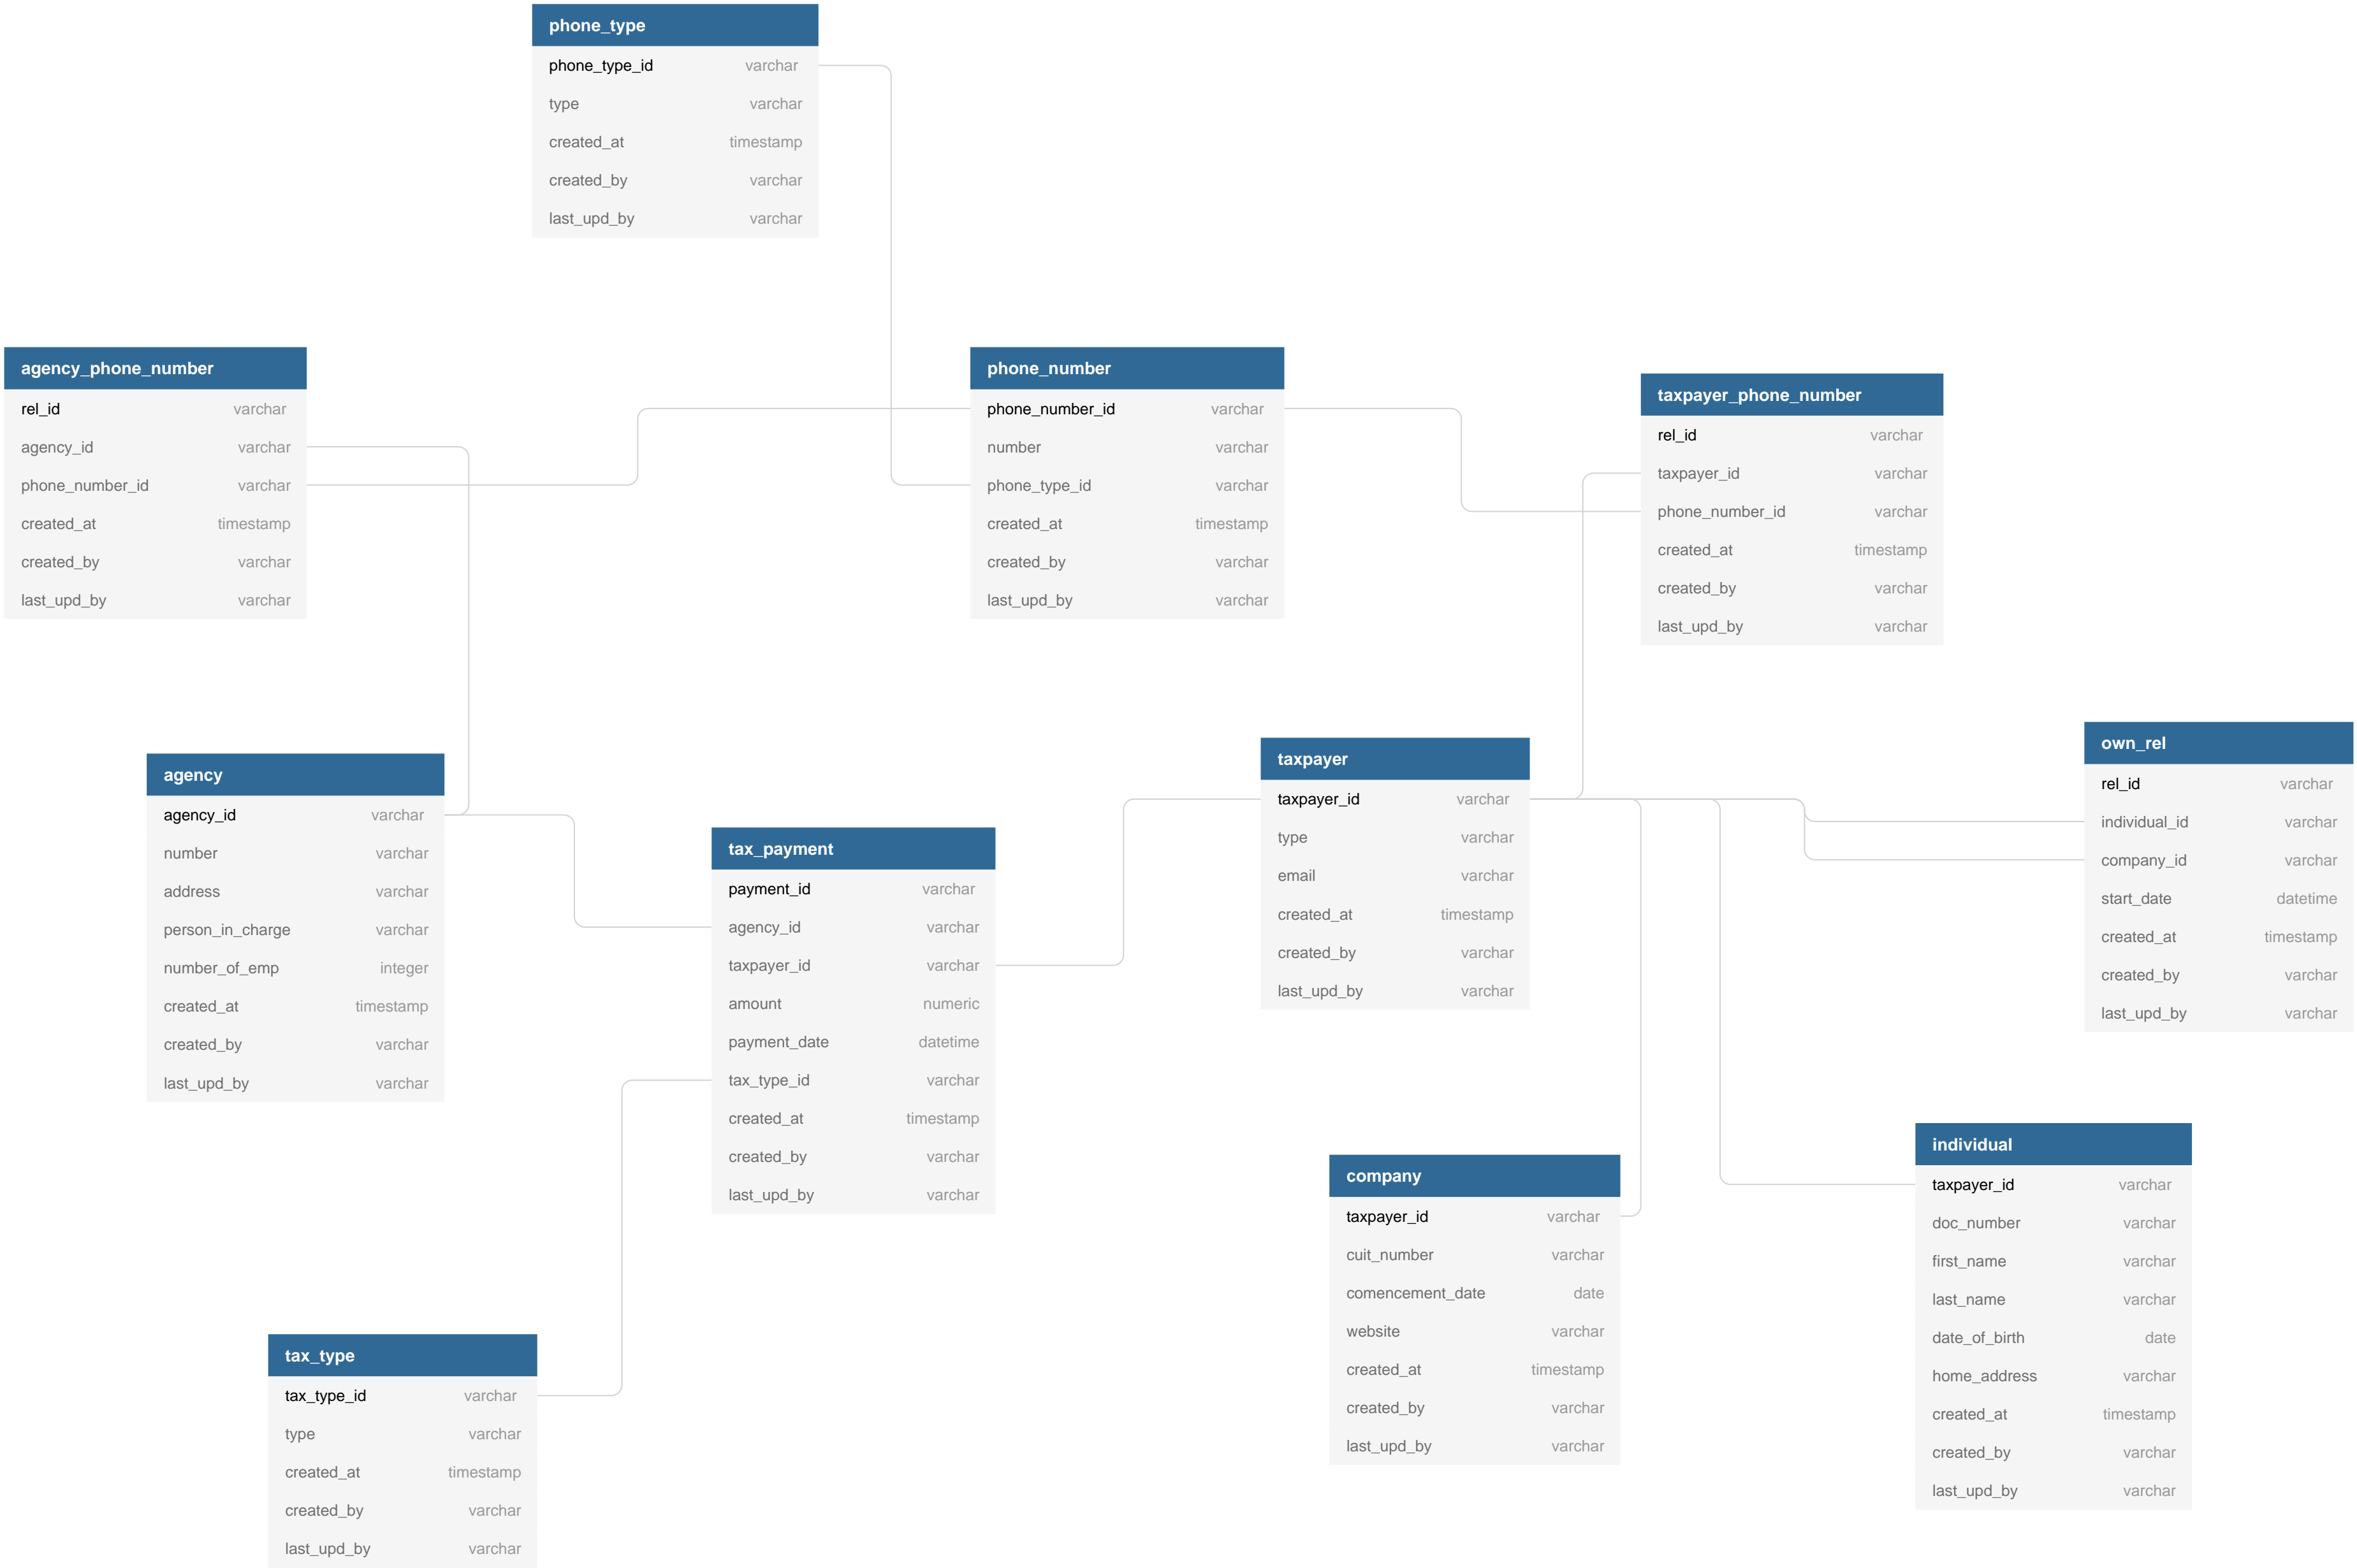 phone_type
phone_type_id varchar
type varchar
created_at timestamp
created_by varchar
last_upd_by varchar
agency_phone_number
rel_id varchar
agency_id varchar
phone_number_id varchar
created_at timestamp
created_by varchar
last_upd_by varchar
phone_number
phone_number_id varchar
number varchar
phone_type_id varchar
created_at timestamp
created_by varchar
last_upd_by varchar
taxpayer_phone_number
rel_id varchar
taxpayer_id varchar
phone_number_id varchar
created_at timestamp
created_by varchar
last_upd_by varchar
agency
agency_id varchar
number varchar
address varchar
person_in_charge varchar
number_of_emp integer
created_at timestamp
created_by varchar
last_upd_by varchar
tax_payment
payment_id varchar
agency_id varchar
taxpayer_id varchar
amount numeric
payment_date datetime
tax_type_id varchar
created_at timestamp
created_by varchar
last_upd_by varchar
taxpayer
taxpayer_id varchar
type varchar
email varchar
created_at timestamp
created_by varchar
last_upd_by varchar
own_rel
rel_id varchar
individual_id varchar
company_id varchar
start_date datetime
created_at timestamp
created_by varchar
last_upd_by varchar
company
taxpayer_id varchar
cuit_number varchar
comencement_date date
website varchar
created_at timestamp
created_by varchar
last_upd_by varchar
individual
taxpayer_id varchar
doc_number varchar
first_name varchar
last_name varchar
date_of_birth date
home_address varchar
created_at timestamp
created_by varchar
last_upd_by varchar
tax_type
tax_type_id varchar
type varchar
created_at timestamp
created_by varchar
last_upd_by varchar